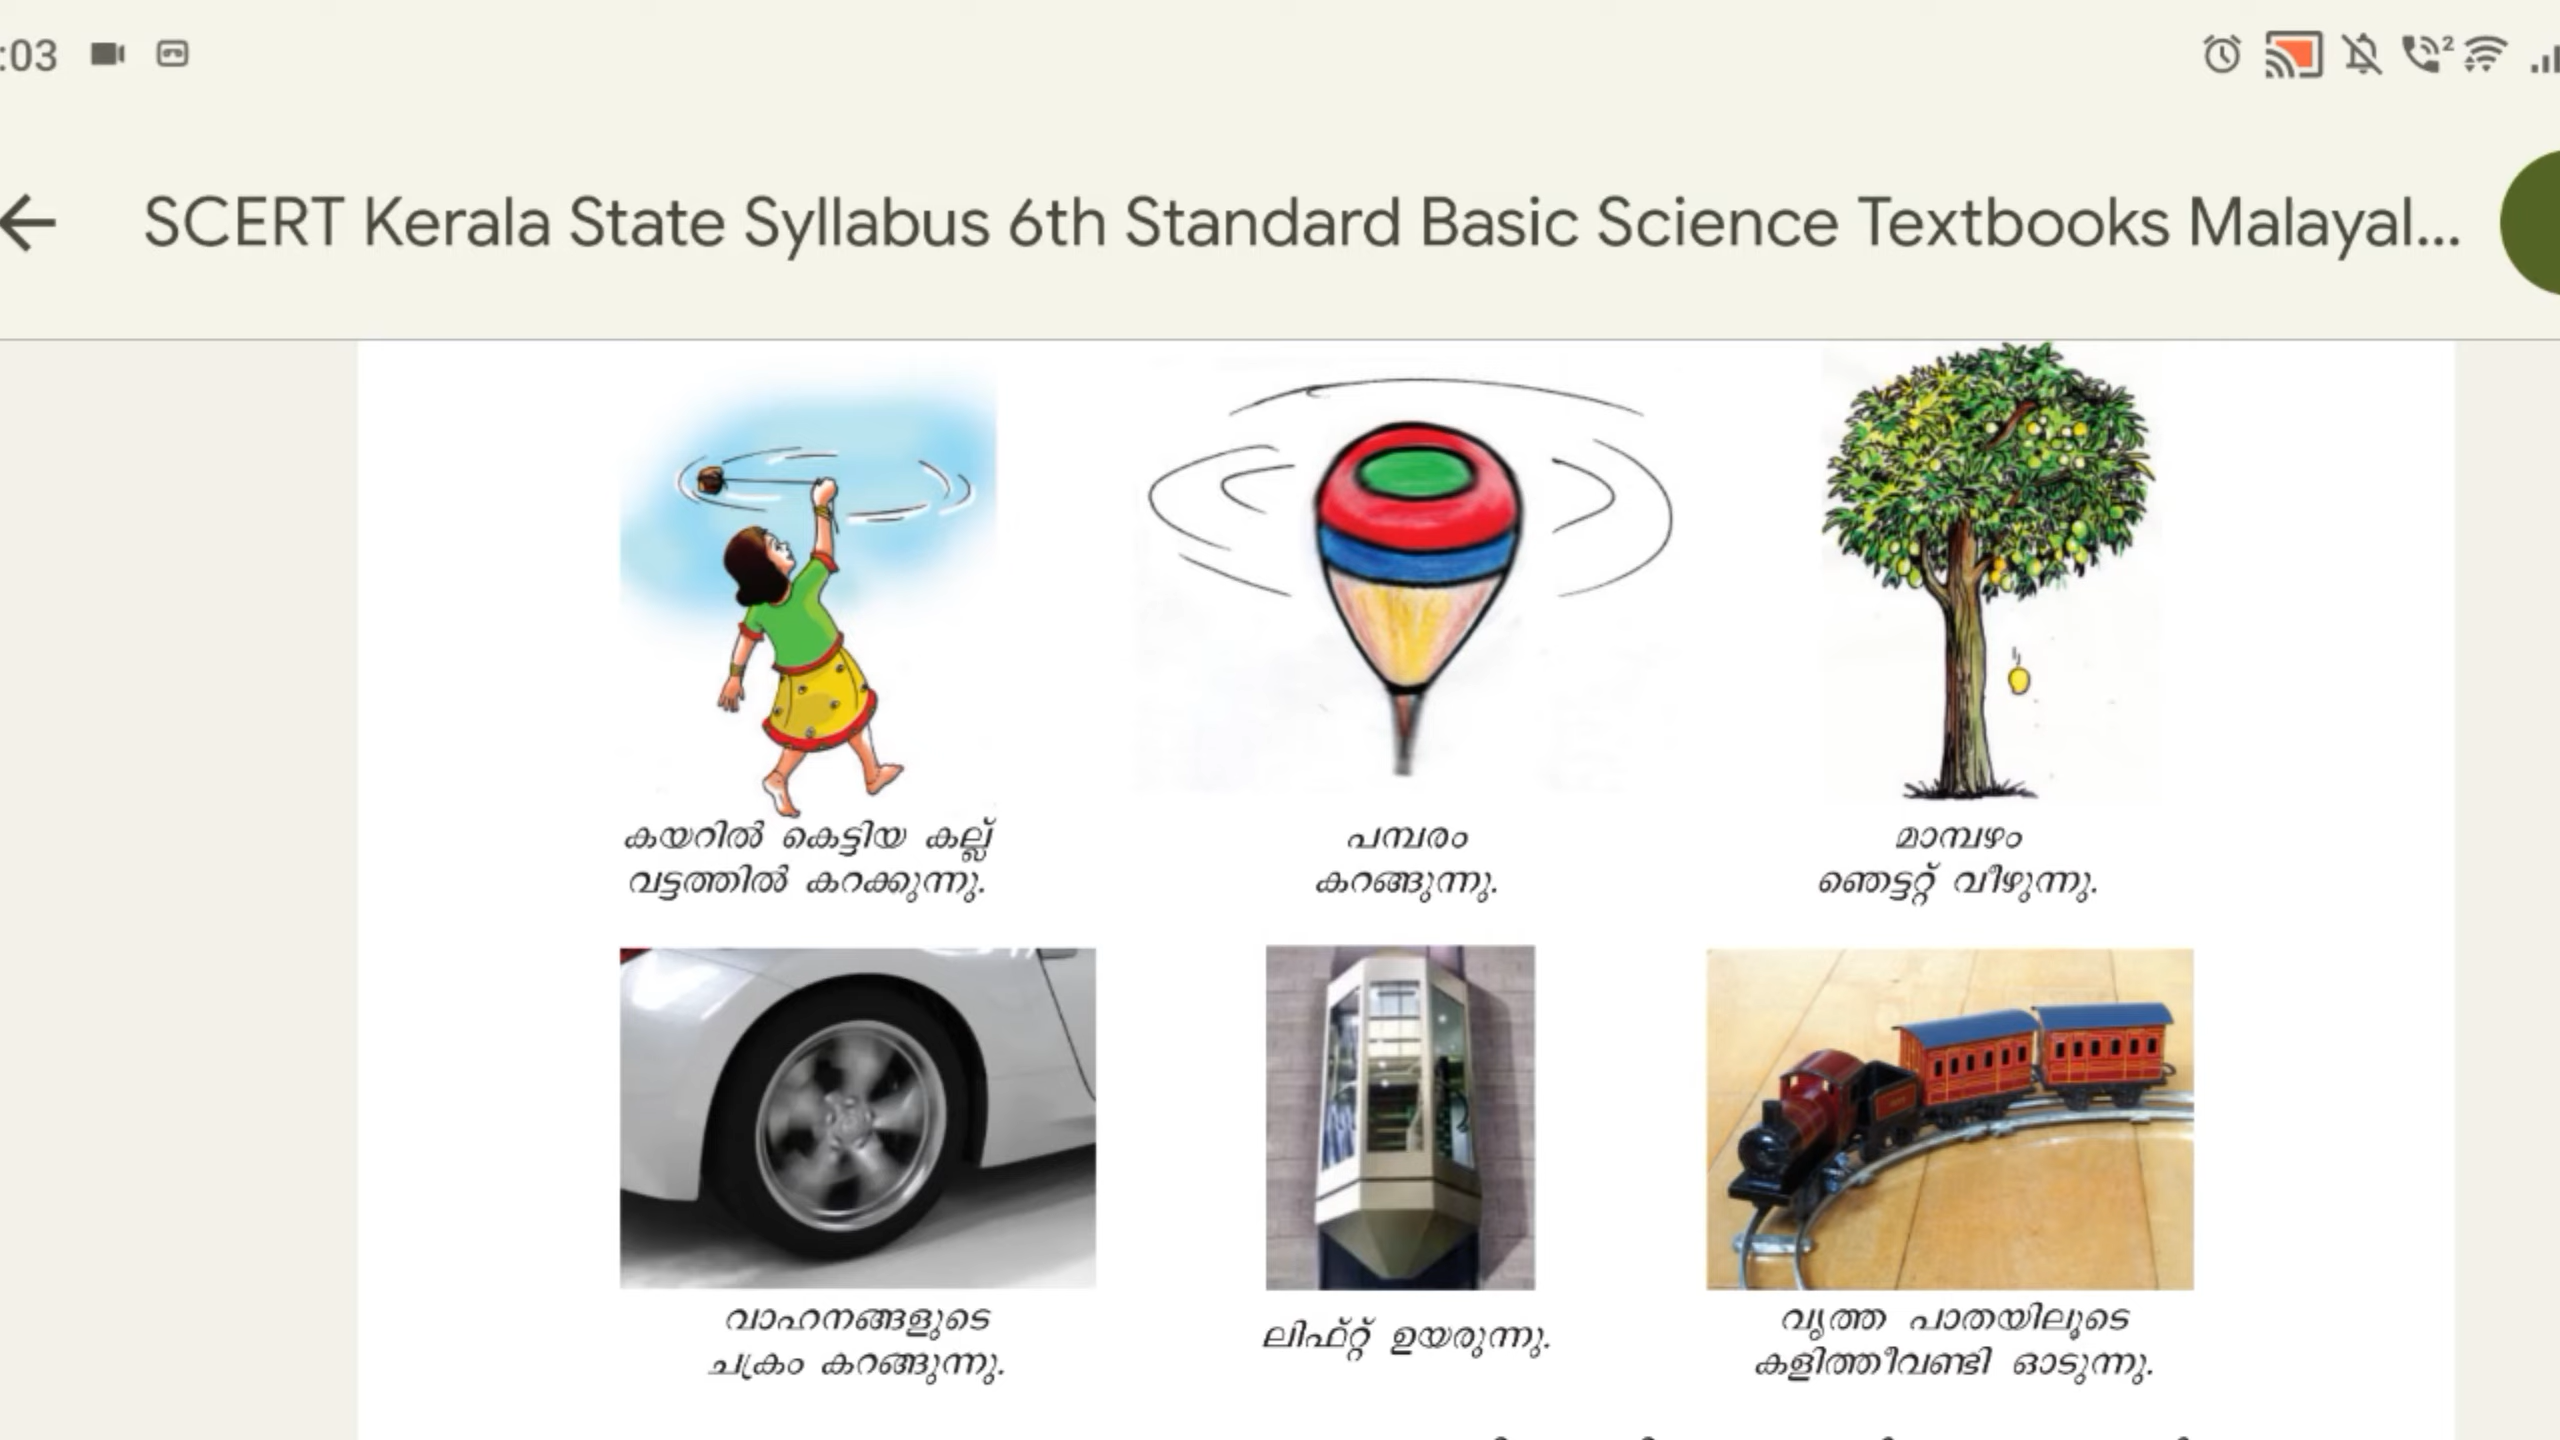 :03
2
SCERT Kerala State Syllabus 6th Standard Basic Science Textbooks Malayal...
കയറിൽ കെട്ടിയ കല്ല്
വട്ടത്തിൽ കറക്കുന്നു.
പമ്പരം
കറങ്ങുന്നു.
മാമ്പഴം
ഞെട്ടറ്റ് വീഴുന്നു.
വാഹനങ്ങളുടെ
ചക്രം കറങ്ങുന്നു.
ലിഫ്റ്റ് ഉയരുന്നു.
വൃത്ത പാതയിലൂടെ
കളിത്തീവണ്ടി ഓടുന്നു.